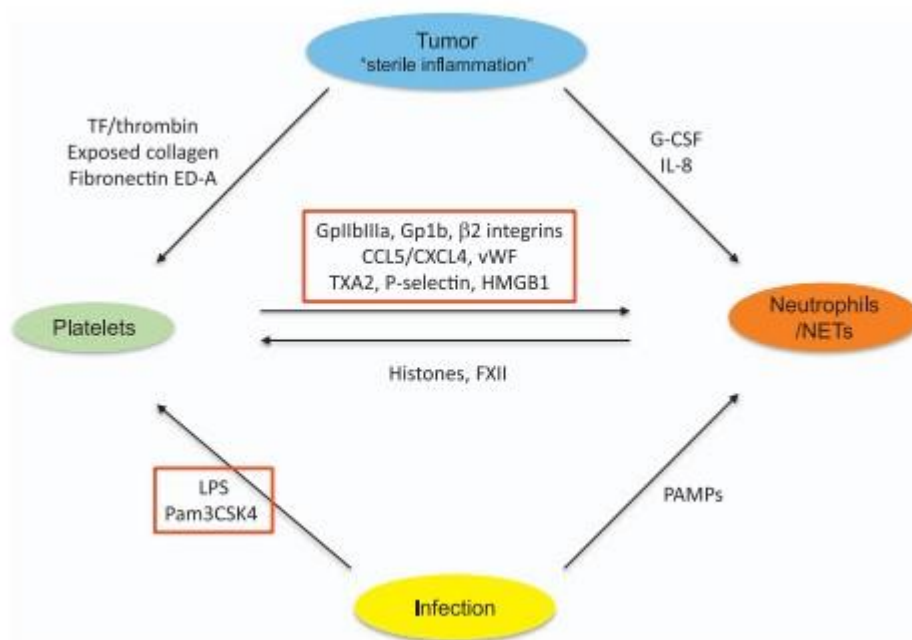 Tumor
"sterile inflammation"
TF/thrombin
Exposed collagen
Fibronectin ED-A
G-CSF
IL-8
GpIIbIIIa, Gp1b, β2 integrins
CCL5/CXCL4, vWF
TXA2, P-selectin, HMGB1
Platelets
Neutrophils
/NETs
Histones, FXII
LPS
Pam3CSK4
PAMPs
Infection